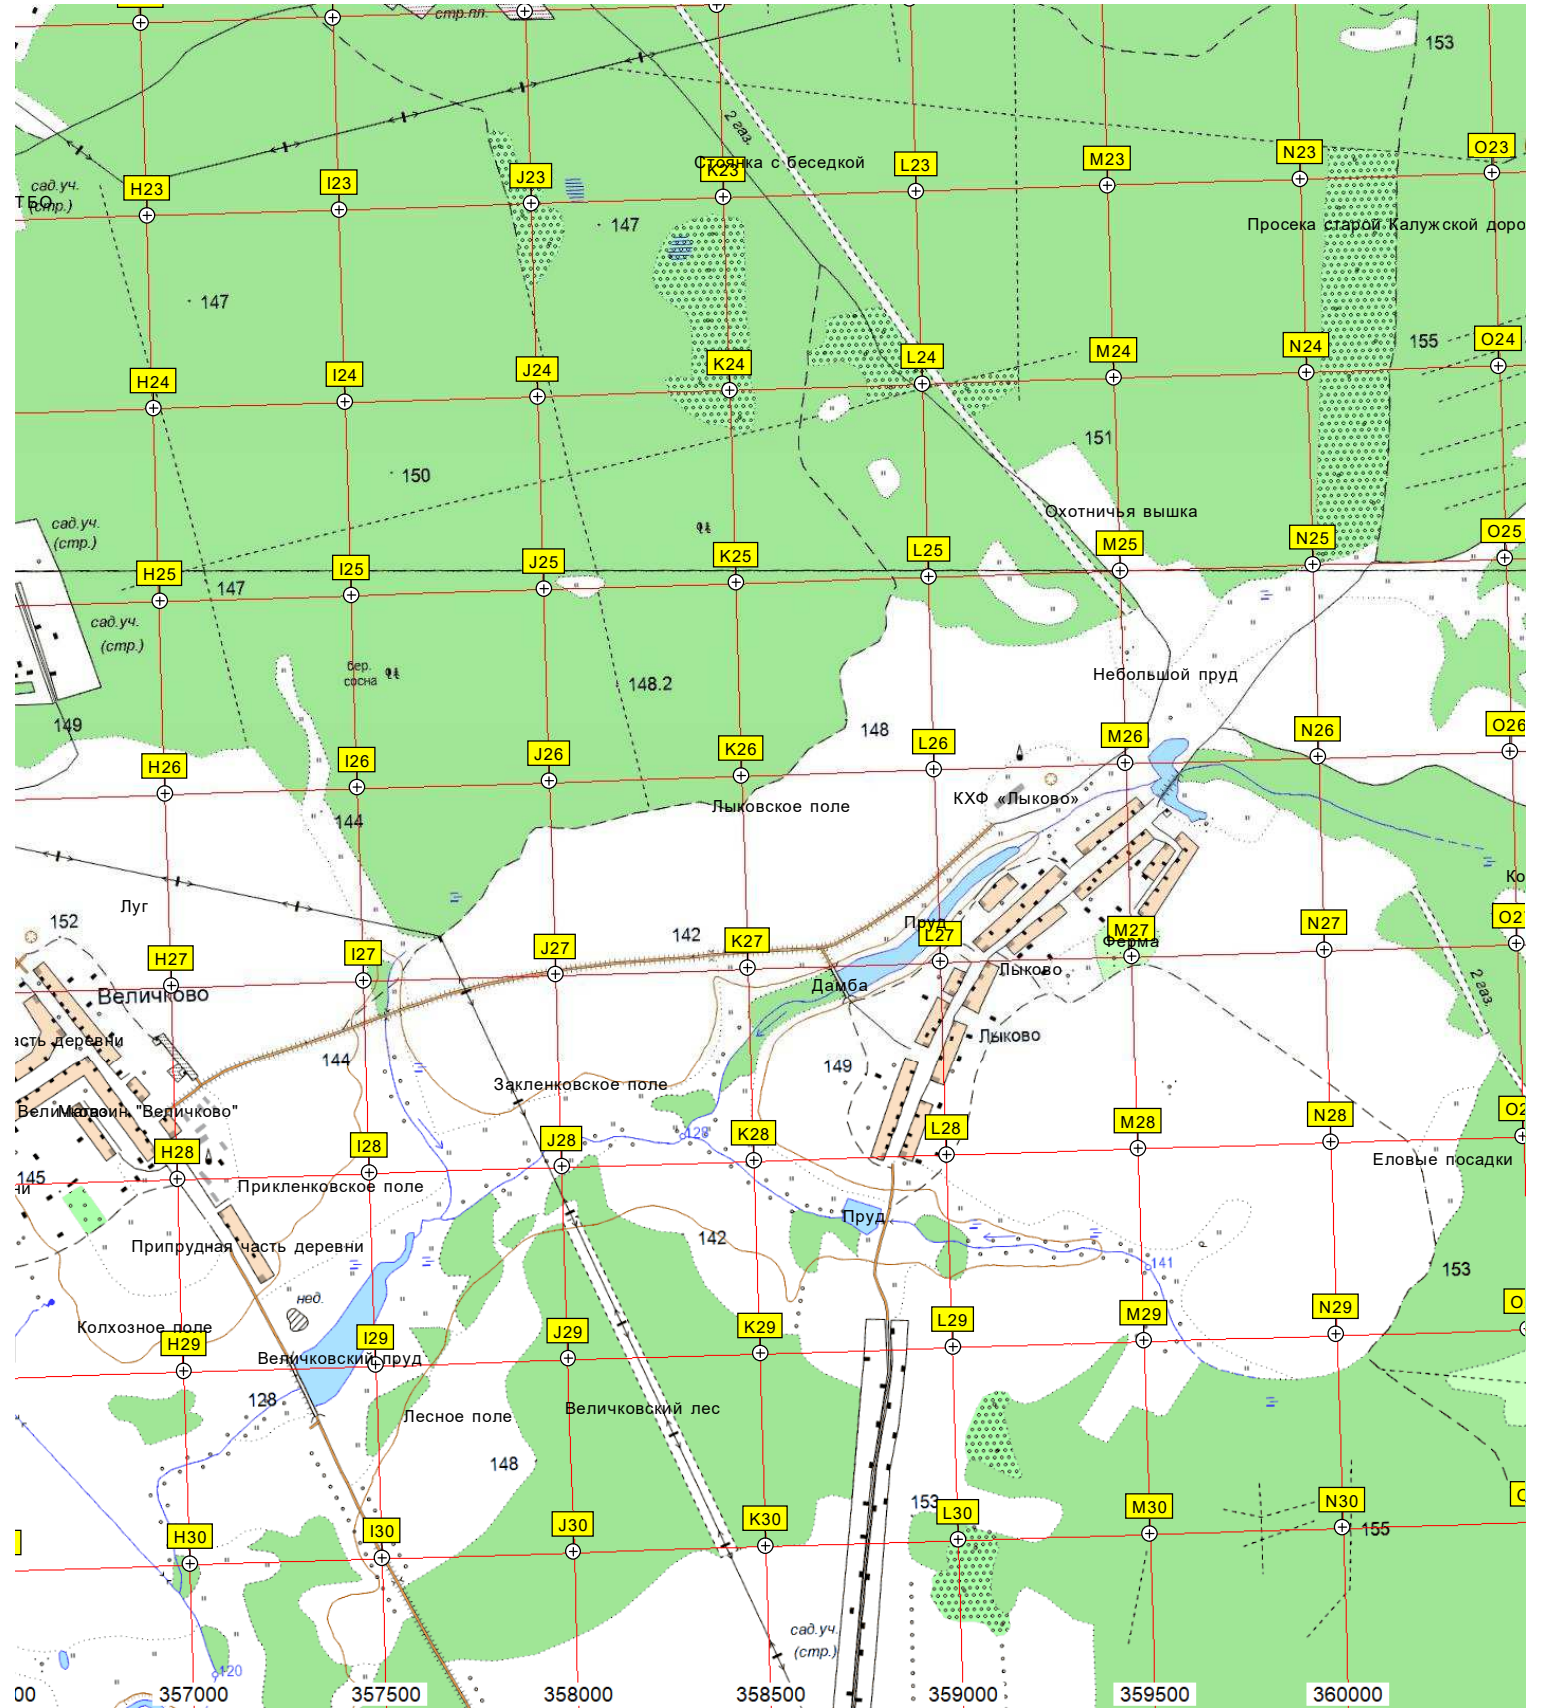 стр.пл.
153
2 газ.
Стоянка с беседкой
H23
I23
J23
K23
L23
M23
N23
O23
сад.уч.
(стр.)
ТБО
147
Просека старой Калужской доро
147
155
H24
I24
J24
K24
L24
M24
N24
O24
150
151
Охотничья вышка
сад.уч.
(стр.)
H25
I25
J25
K25
L25
M25
N25
O25
147
сад.уч.
(стр.)
бер.
сосна
148.2
Небольшой пруд
149
148
H26
I26
J26
K26
L26
M26
N26
O26
Лыковское поле
КХФ «Лыково»
144
Луг
Ко
152
142
Пруд
Ферма
H27
I27
J27
K27
L27
M27
N27
Лыково
Дамба
Величково
2 газ.
асть деревни
Лыково
144
149
Закленковское поле
Магазин "Величково"
128
H28
I28
J28
K28
L28
M28
N28
Еловые посадки
145
ни
Прикленковское поле
Пруд
142
Припрудная часть деревни
141
153
нед.
Колхозное поле
H29
I29
J29
K29
L29
M29
N29
Величковский пруд
128
Лесное поле
Величковский лес
148
153
155
H30
I30
J30
K30
L30
M30
N30
сад.уч.
(стр.)
120
00
357000
357500
358000
358500
359000
359500
360000